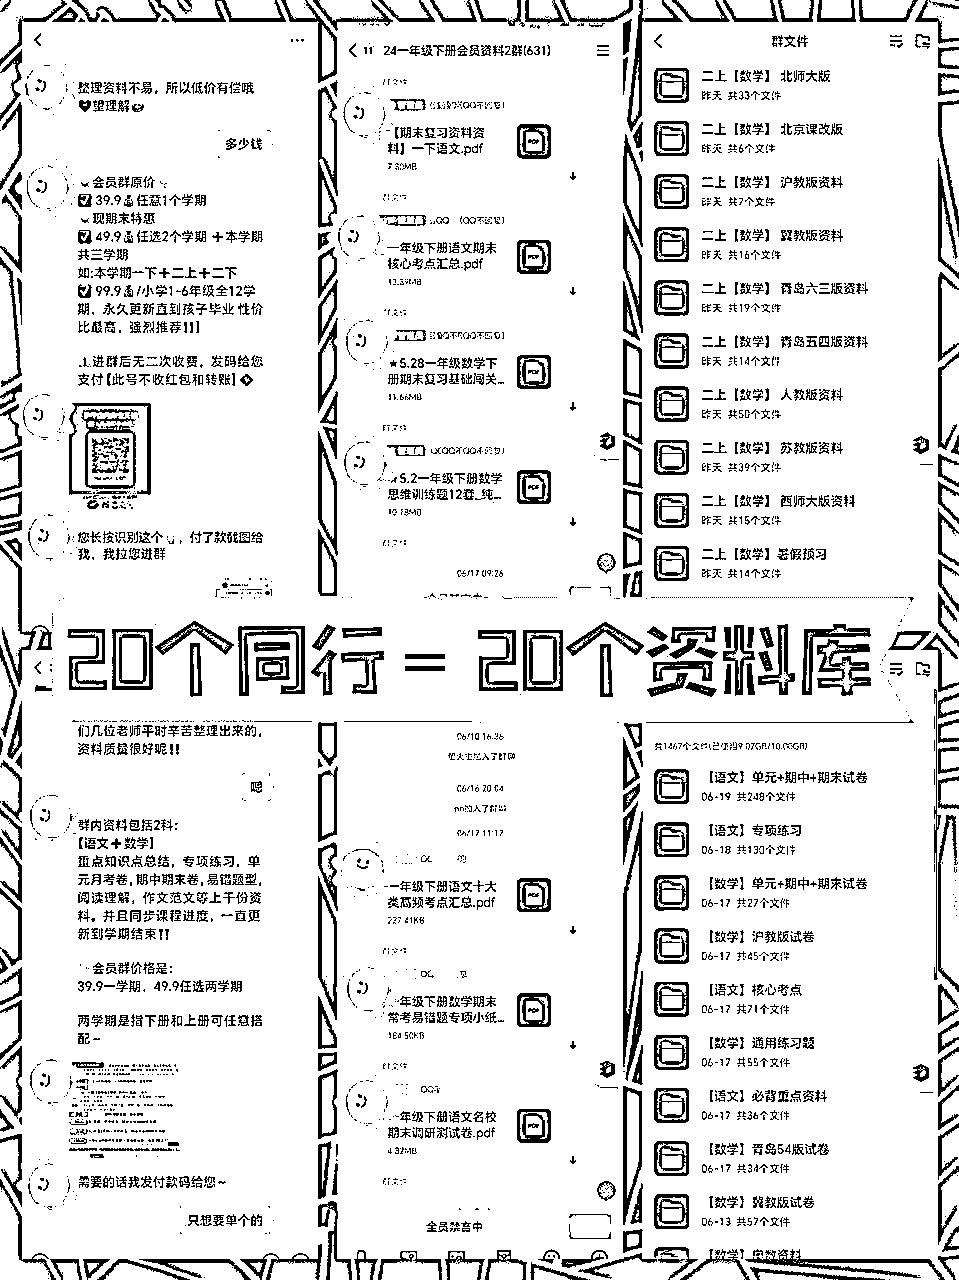 整理资料不易，所以低价有偿哦
望理解
多少钱
会员群原价
39.9 任意1个学期
现期末特惠
49.9 任选2个学期 ＋本学期
共三学期
如:本学期一下＋二上＋二下
99.9 /小学1-6年级全12学
期，永久更新直到孩子毕业 性价
比最高，强烈推荐!!]
进群后无二次收费，发码给您
支付【此号不收红包和转账】
您长按识别这个 ，付了款截图给
我，我拉您进群
11 24一年级下册会员资料2群(631)
【期末复习资料资
料】一下语文.pdf
7.30MB
一年级下册语文期末
核心考点汇总.pdf
13.39MB
★5.28一年级数学下
册期末复习基础闯关...
11.66MB
★5.2一年级下册数学
思维训练题12套_纯...
10.18MB
06/17 09:26
群文件
二上【数学】 北师大版
昨天 共33个文件
二上【数学】 北京课改版
昨天 共6个文件
二上【数学】 沪教版资料
昨天 共7个文件
二上【数学】 冀教版资料
昨天 共16个文件
二上【数学】 青岛六三版资料
昨天 共19个文件
二上【数学】 青岛五四版资料
昨天 共14个文件
二上【数学】 人教版资料
昨天 共50个文件
二上【数学】 苏教版资料
昨天 共39个文件
二上【数学】 西师大版资料
昨天 共15个文件
二上【数学】暑假预习
昨天 共14个文件
20个同行 = 20个资料库
们几位老师平时辛苦整理出来的，
资料质量很好呢!!
嗯
群内资料包括2科:
【语文＋数学】
重点知识点总结，专项练习，单
元月考卷,期中期末卷,易错题型,
阅读理解，作文范文等上千份资
料。并且同步课程进度，一直更
新到学期结束!!
会员群价格是:
39.9一学期，49.9任选两学期
两学期是指下册和上册可任意搭
配~
需要的话我发付款码给您~
只想要单个的
06/10 16:36
06/16 20:04
06/17 11:17
一年级下册语文十大
类高频考点汇总.pdf
227.41KB
一年级下册数学期末
常考易错题专项小纸...
184.50KB
一年级下册语文名校
期末调研测试卷.pdf
4.32MB
全员禁言中
共1467个文件(已使用9.07GB/10.00GB)
【语文】单元+期中+期末试卷
06-19 共248个文件
【语文】专项练习
06-18 共130个文件
【数学】单元+期中+期末试卷
06-17 共27个文件
【数学】沪教版试卷
06-17 共45个文件
【语文】核心考点
06-17 共71个文件
【数学】通用练习题
06-17 共55个文件
【语文】必背重点资料
06-17 共36个文件
【数学】青岛54版试卷
06-17 共34个文件
【数学】冀教版试卷
06-13 共57个文件
【数学】奥数资料